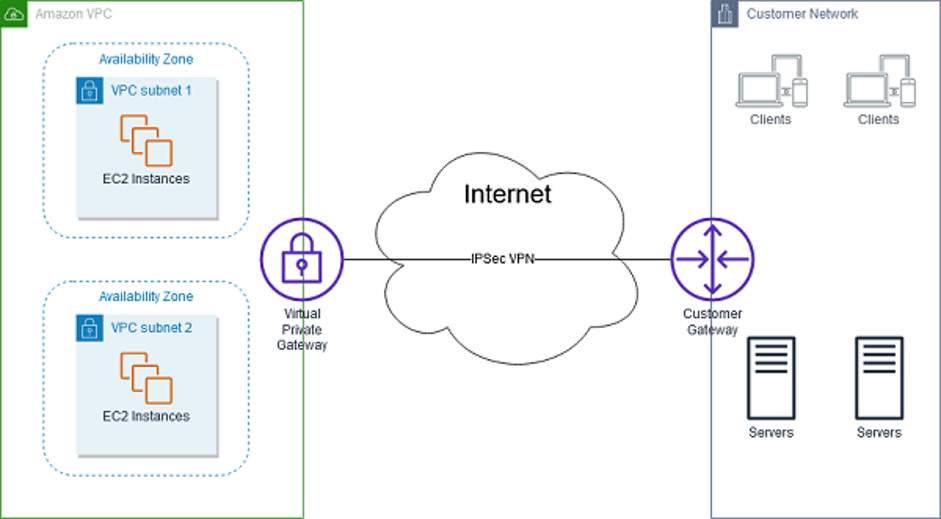 Amazon VPC
Availability Zone
VPC subnet 1
EC2 Instances
Availability Zone
VPC subnet 2
EC2 Instances
Virtual
Private
Gateway
Internet
IPSec VPN
Customer
Gateway
Customer Network
Clients
Clients
Servers
Servers